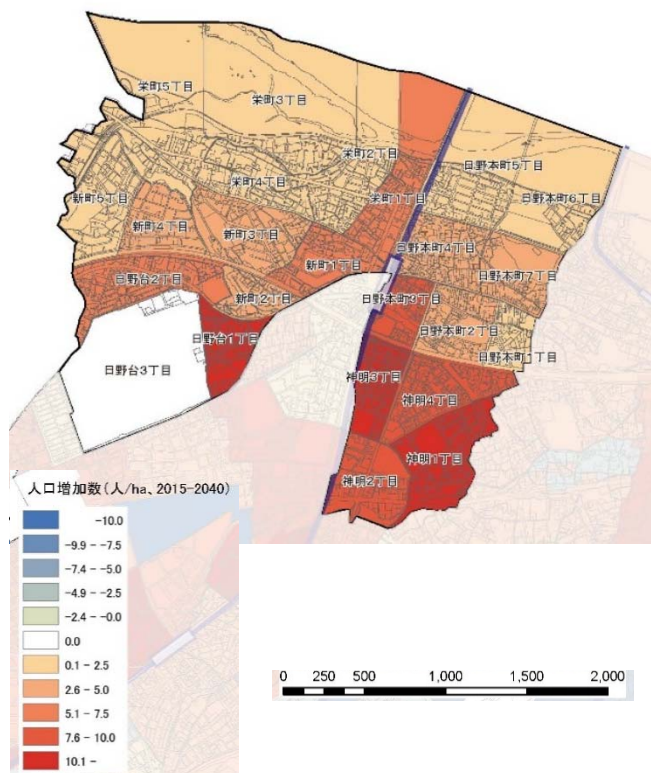 栄町5丁目
栄町3丁目
栄町2丁目
日野本町5丁目
栄町4丁目
新町5丁目
栄町1丁目
日野本町6丁目
新町4丁目
新町3丁目
日野本町4丁目
新町1丁目
日野台2丁目
日野本町7丁目
新町2丁目
日野本町3丁目
日野台1丁目
日野本町2丁目
日野本町1丁目
日野台3丁目
神明3丁目
神明4丁目
神明1丁目
神明2丁目
人口増加数(人/ha、2015-2040)
-10.0
-9.9 - -7.5
-7.4 - -5.0
-4.9 - -2.5
-2.4 - -0.0
0.0
0.1 - 2.5
2.6 - 5.0
5.1 - 7.5
7.6 - 10.0
10.1 -
0 250 500 1,000 1,500 2,000